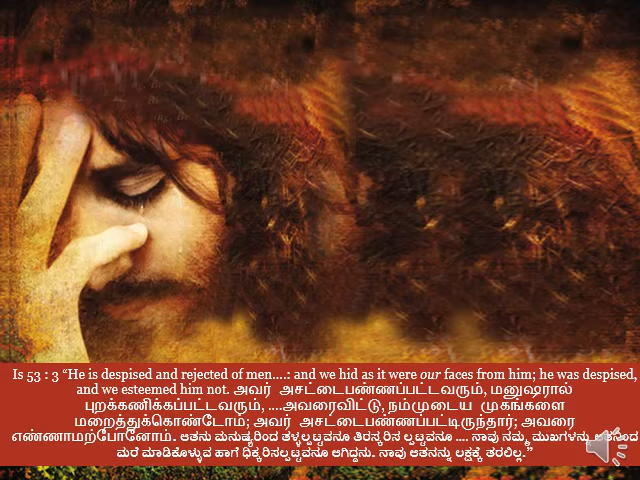 Is 53 : 3 “He is despised and rejected of men….: and we hid as it were our faces from him; he was despised,
and we esteemed him not. அவர் அசட்டைபண்ணப்பட்டவரும், மனுஷரால்
புறக்கணிக்கப்பட்டவரும், ....அவரைவிட்டு, நம்முடைய முகங்களை
மறைத்துக்கொண்டோம்; அவர் அசட்டைபண்ணப்பட்டிருந்தார்; அவரை
எண்ணாமற்போனோம். ಆತನು ಮನುಷ್ಯರಿಂದ ತಳ್ಳಲ್ಪಟ್ಟವನೂ ತಿರಸ್ಕರಿಸ ಲ್ಪಟ್ಟವನೂ .... ನಾವು ನಮ್ಮ ಮುಖಗಳನ್ನು ಆತನಿಂದ
ಮರೆ ಮಾಡಿಕೊಳ್ಳುವ ಹಾಗೆ ಧಿಕ್ಕರಿಸಲ್ಪಟ್ಟವನೂ ಆಗಿದ್ದನು. ನಾವು ಆತನನ್ನು ಲಕ್ಷಕ್ಕೆ ತರಲಿಲ್ಲ.”